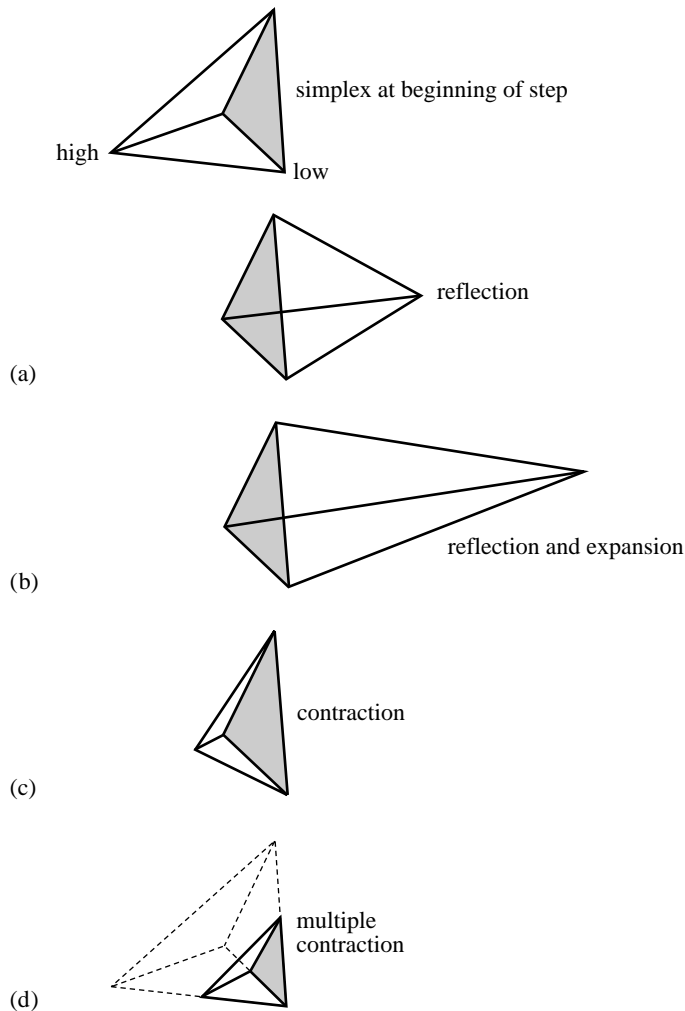 simplex at beginning of step
high
low
reflection
(a)
reflection and expansion
(b)
contraction
(c)
multiple
contraction
(d)